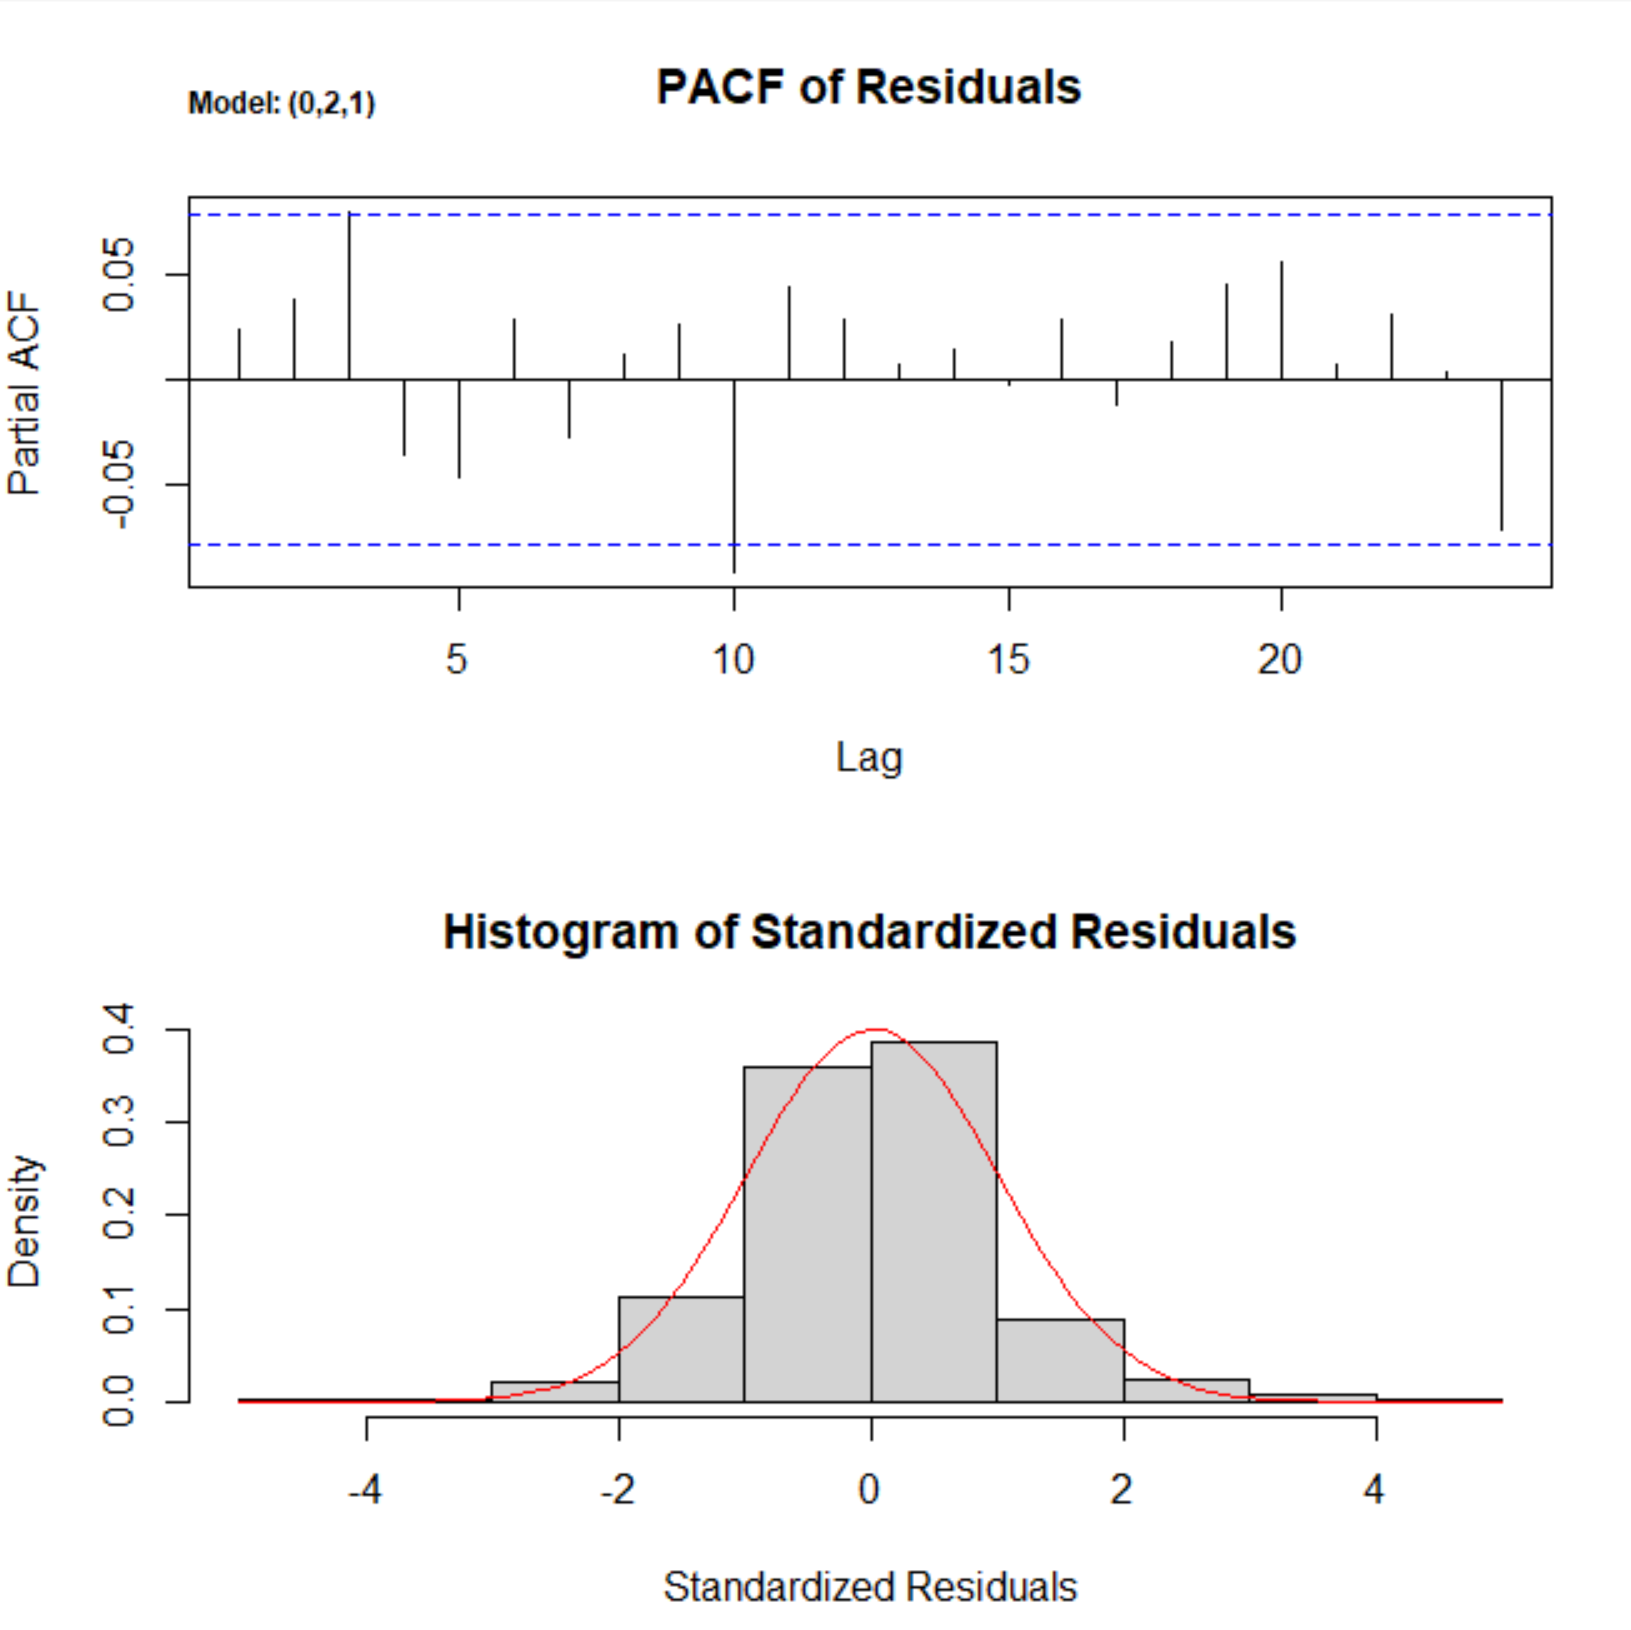 PACF of Residuals
Model: (0,2,1)
0.05
-0.05
Partial ACF
5 10 15 20
Lag
Histogram of Standardized Residuals
0.4
0.3
0.2
0.1
0.0
Density
-4 -2 0 2 4
Standardized Residuals